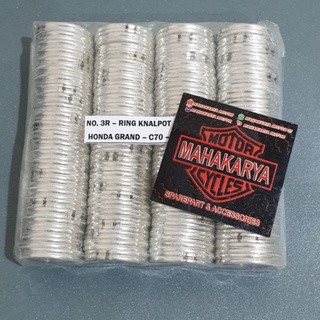 NO. 3R – RING KNALPOT
HONDA GRAND – C70 –
MOTOR
MAHAKARYA
CYCLES
SPAREPART & ACCESSORIES